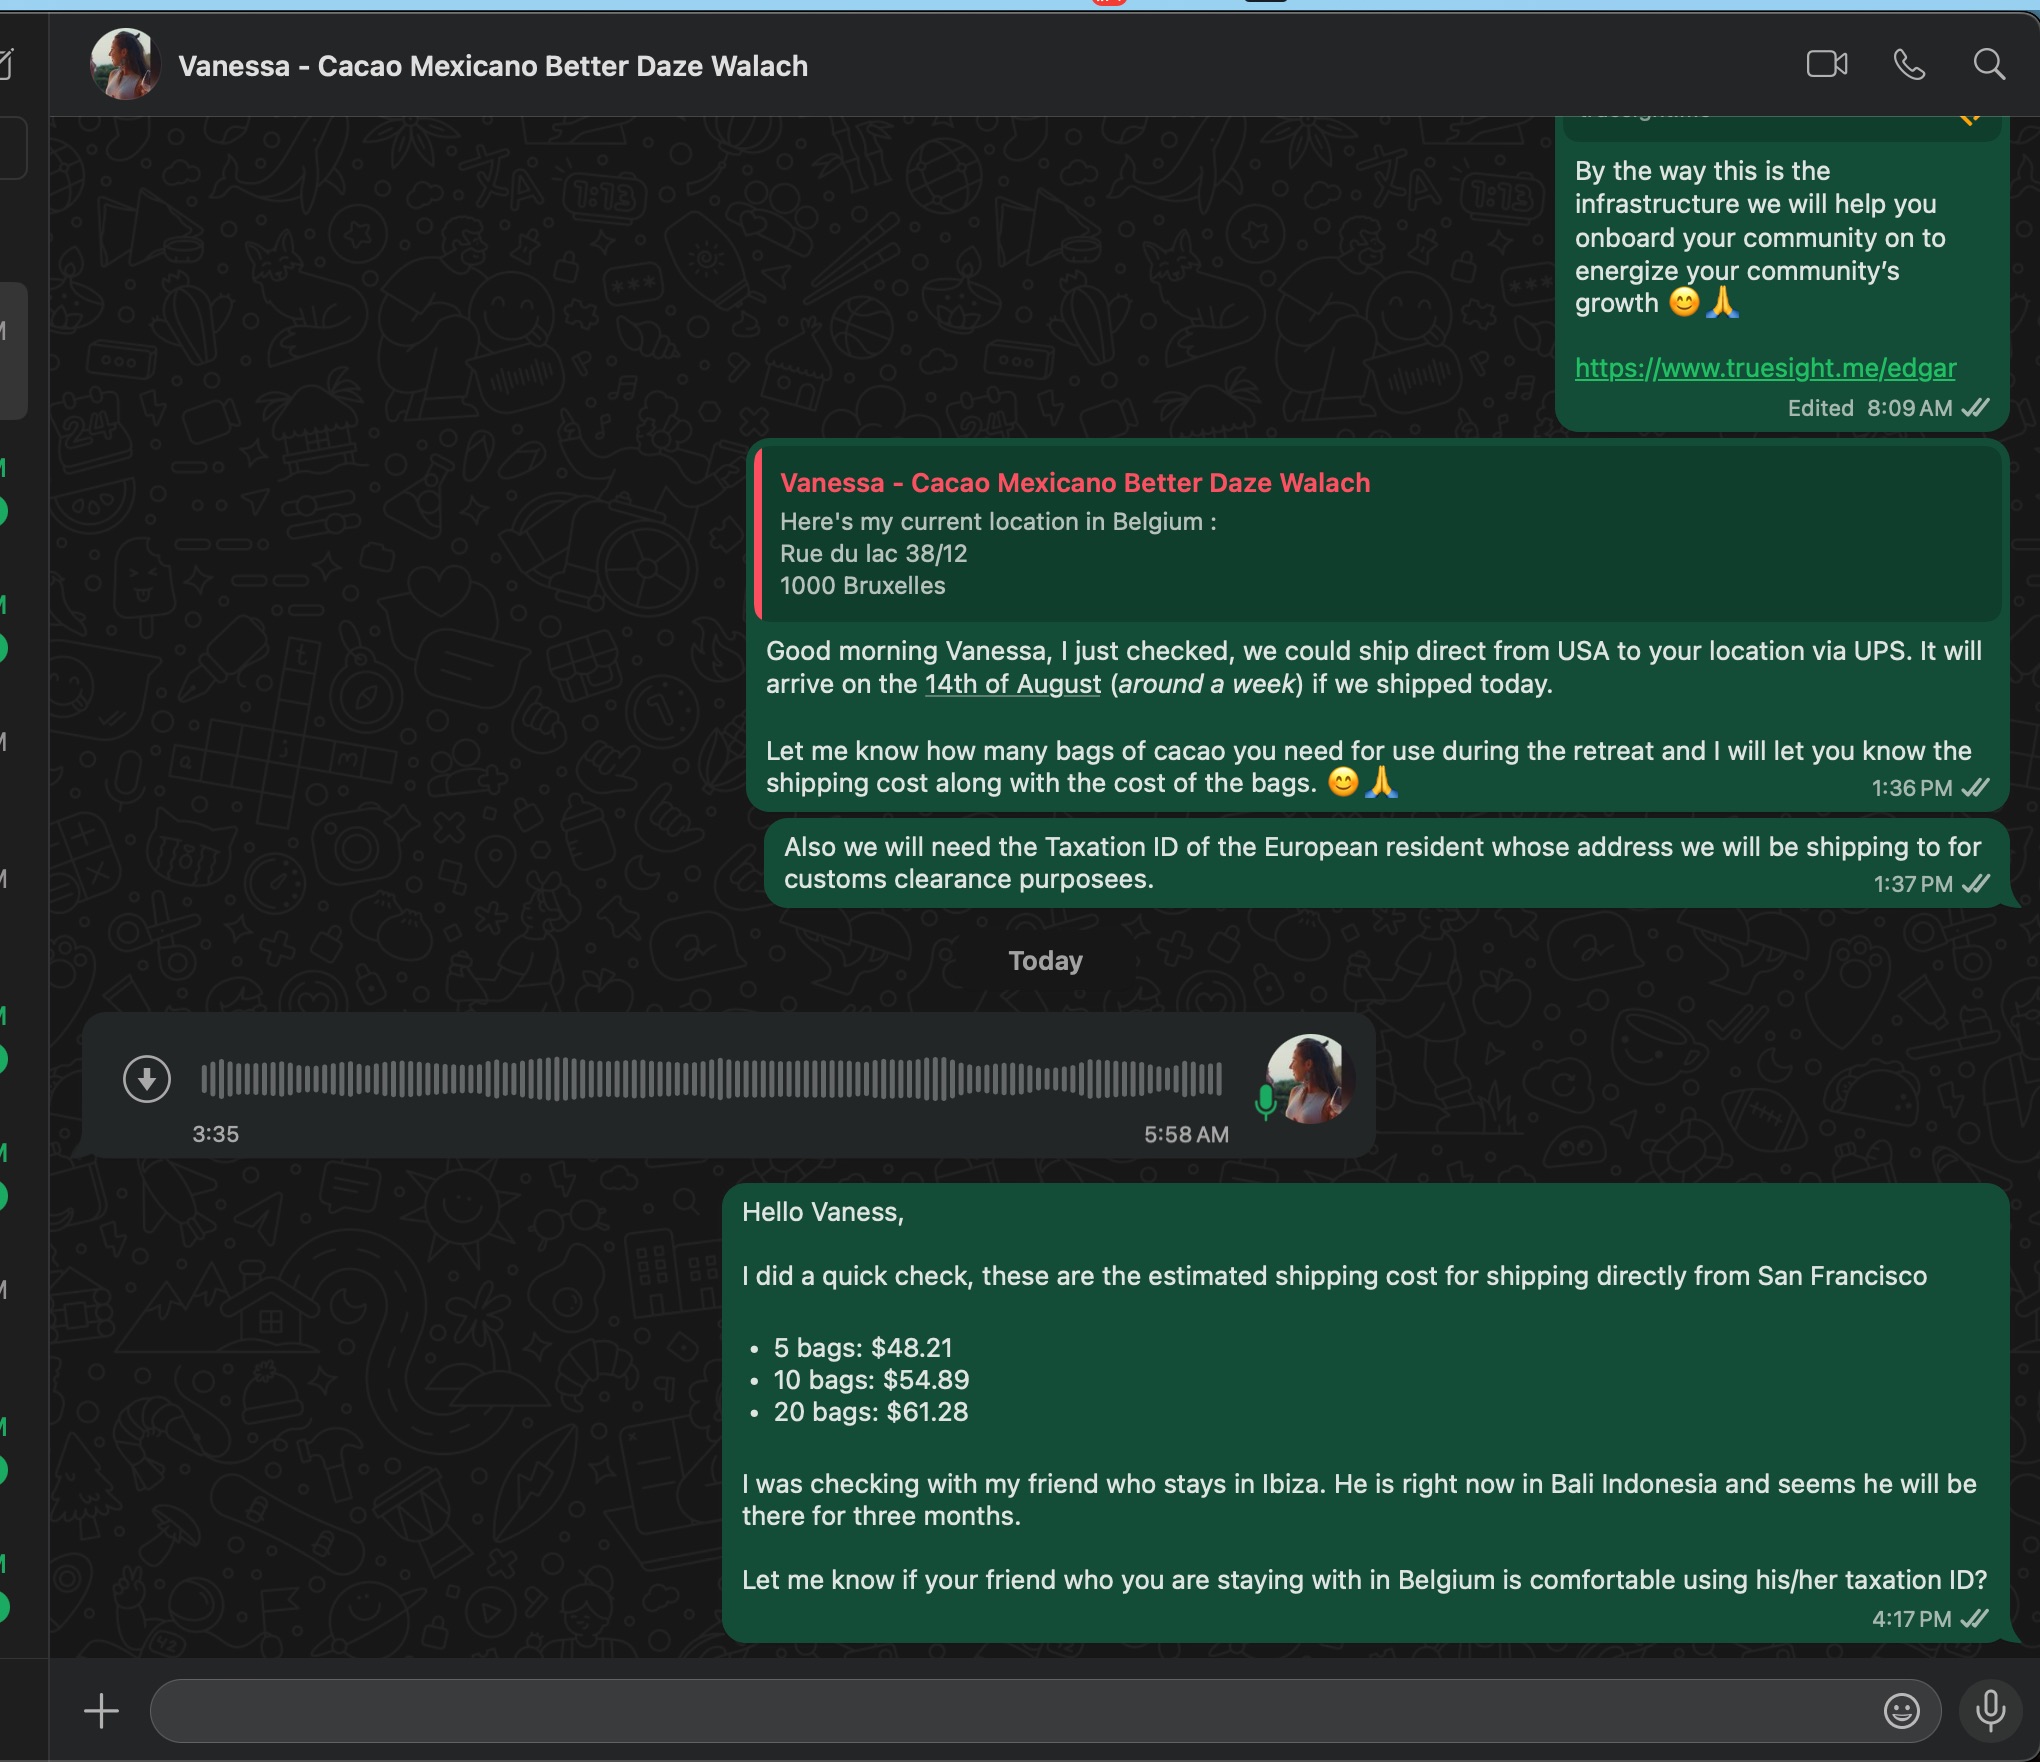 Vanessa - Cacao Mexicano Better Daze Walach
By the way this is the
infrastructure we will help you
onboard your community on to
energize your community's
growth 😊🙏
https://www.truesight.me/edgar
Edited 8:09 AM
Vanessa - Cacao Mexicano Better Daze Walach
Here's my current location in Belgium :
Rue du lac 38/12
1000 Bruxelles
Good morning Vanessa, I just checked, we could ship direct from USA to your location via UPS. It will
arrive on the 14th of August (around a week) if we shipped today.
Let me know how many bags of cacao you need for use during the retreat and I will let you know the
shipping cost along with the cost of the bags. 😊🙏
1:36 PM
Also we will need the Taxation ID of the European resident whose address we will be shipping to for
customs clearance purposees.
1:37 PM
Today
3:35
5:58 AM
Hello Vaness,
I did a quick check, these are the estimated shipping cost for shipping directly from San Francisco
• 5 bags: $48.21
• 10 bags: $54.89
• 20 bags: $61.28
I was checking with my friend who stays in Ibiza. He is right now in Bali Indonesia and seems he will be
there for three months.
Let me know if your friend who you are staying with in Belgium is comfortable using his/her taxation ID?
4:17 PM